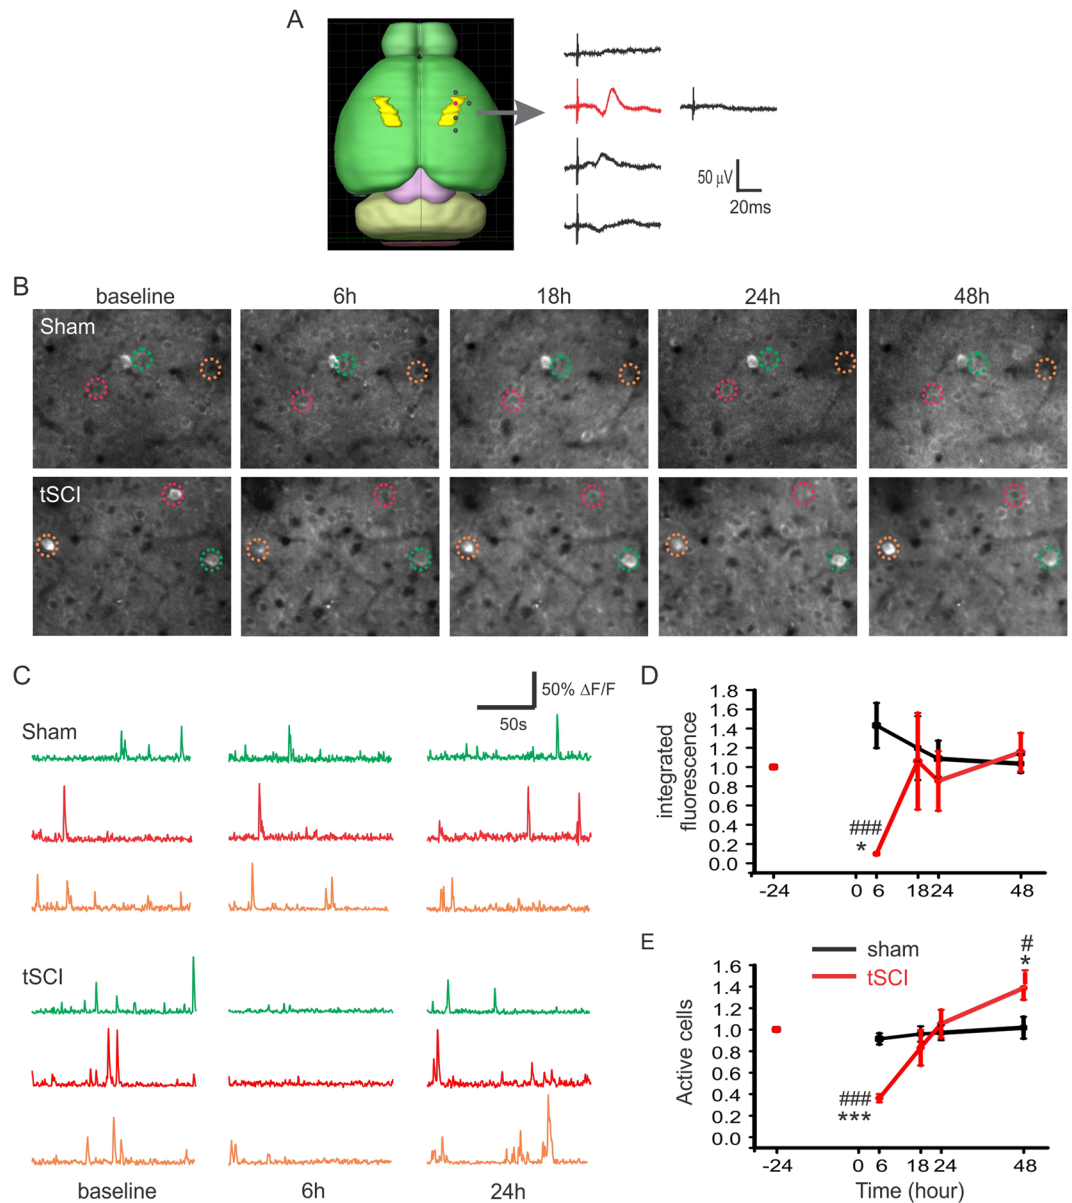 A
50 μV
20ms
B
baseline 6h 18h 24h 48h
Sham
tSCI
C
50% ΔF/F
50s
Sham
tSCI
baseline 6h 24h
D
integrated
fluorescence
1.8
1.6
1.4
1.2
1.0
0.8
0.6
0.4
0.2
0.0
###
*
-24 0 6 18 24 48
E
sham
tSCI
#
*
Active cells
1.6
1.4
1.2
1.0
0.8
0.6
0.4
0.2
0.0
###
***
-24 0 6 18 24 48
Time (hour)